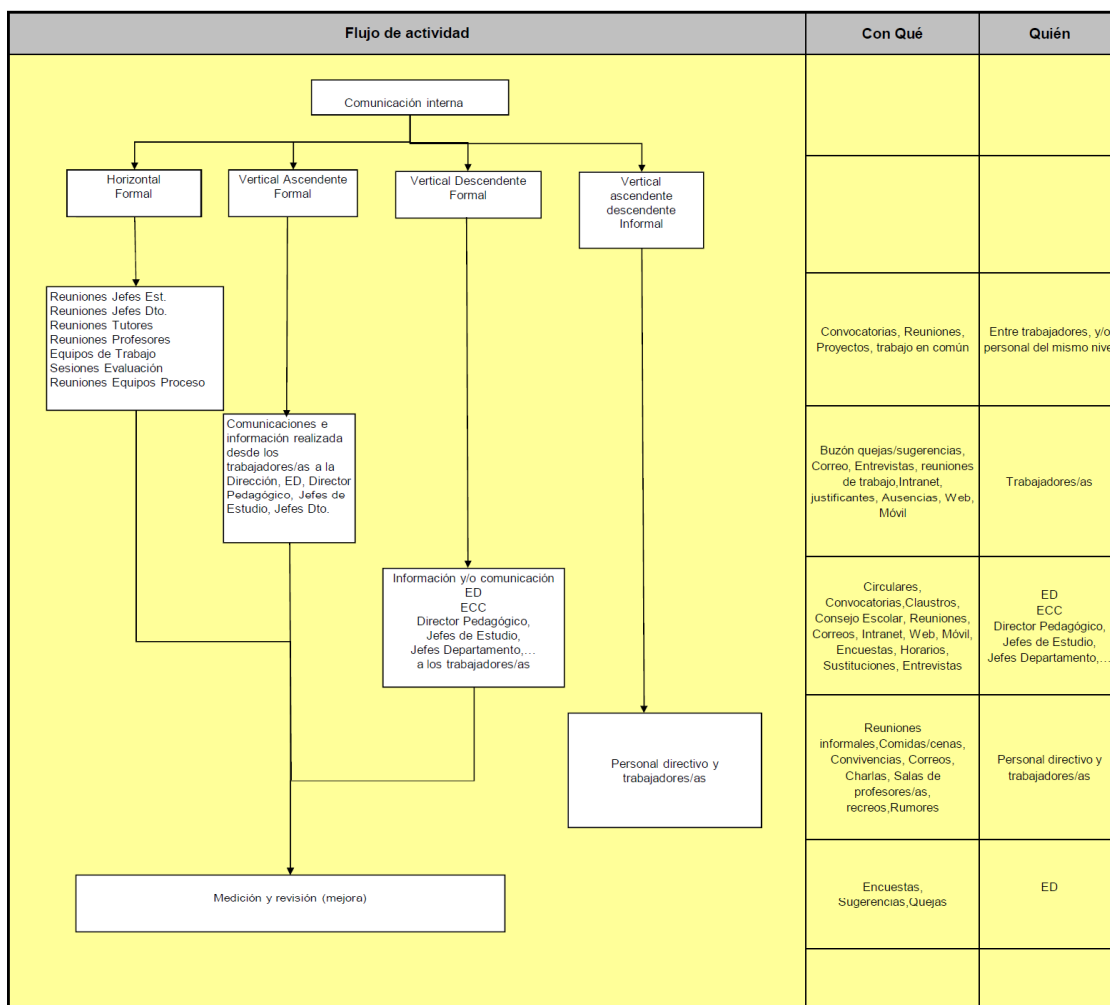 Flujo de actividad
Con Qué
Quién
Comunicación interna
Horizontal
Formal
Vertical Ascendente
Formal
Vertical Descendente
Formal
Vertical
ascendente
descendente
Informal
Reuniones Jefes Est.
Reuniones Jefes Dto.
Reuniones Tutores
Reuniones Profesores
Equipos de Trabajo
Sesiones Evaluación
Reuniones Equipos Proceso
Convocatorias, Reuniones,
Proyectos, trabajo en común
Entre trabajadores, y/o
personal del mismo nive
Comunicaciones e
información realizada
desde los
trabajadores/as a la
Dirección, ED, Director
Pedagógico, Jefes de
Estudio, Jefes Dto.
Buzón quejas/sugerencias,
Correo, Entrevistas, reuniones
de trabajo,Intranet,
justificantes, Ausencias, Web,
Móvil
Trabajadores/as
Información y/o comunicación
ED
ECC
Director Pedagógico,
Jefes de Estudio,
Jefes Departamento,...
a los trabajadores/as
Circulares,
Convocatorias,Claustros,
Consejo Escolar, Reuniones,
Correos, Intranet, Web, Móvil,
Encuestas, Horarios,
Sustituciones, Entrevistas
ED
ECC
Director Pedagógico,
Jefes de Estudio,
Jefes Departamento,...
Personal directivo y
trabajadores/as
Reuniones
informales,Comidas/cenas,
Convivencias, Correos,
Charlas, Salas de
profesores/as,
recreos,Rumores
Personal directivo y
trabajadores/as
Medición y revisión (mejora)
Encuestas,
Sugerencias,Quejas
ED